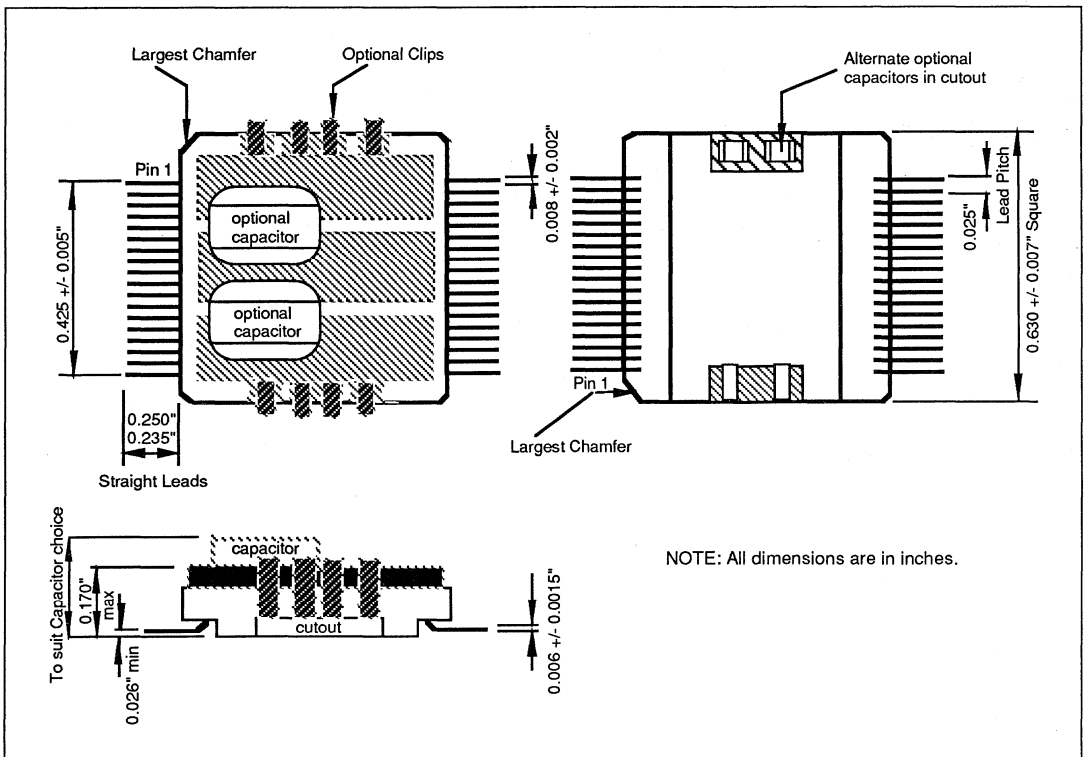 Largest Chamfer
Optional Clips
Alternate optional
capacitors in cutout
Pin 1
0.425 +/- 0.005"
optional
capacitor
optional
capacitor
0.008 +/- 0.002"
0.025"
Lead Pitch
0.630 +/- 0.007" Square
Pin 1
Largest Chamfer
0.250"
0.235"
Straight Leads
To suit Capacitor choice
0.170"
max
0.026" min
capacitor
cutout
0.006 +/- 0.0015"
NOTE: All dimensions are in inches.